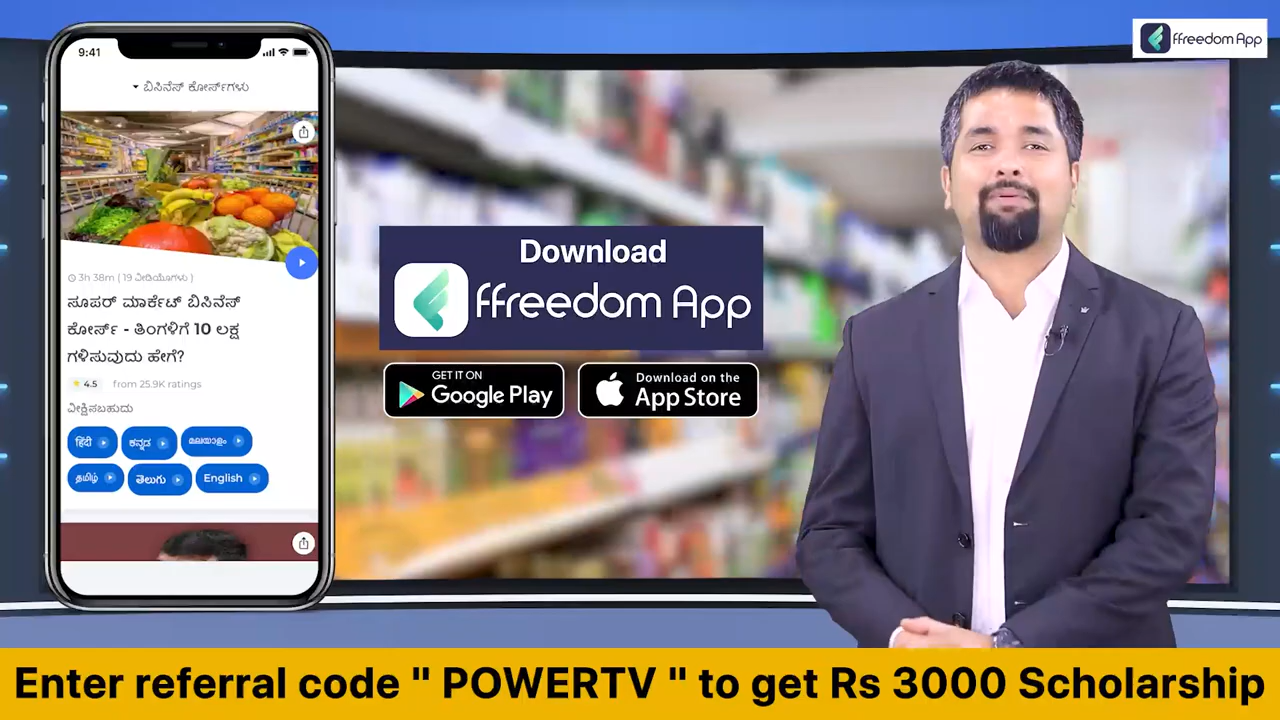 9:41
ಬಿಸಿನೆಸ್ ಕೋರ್ಸ್‌ಗಳು
3h 38m ( 19 ವೀಡಿಯೊಗಳು )
ಸೂಪರ್ ಮಾರ್ಕೆಟ್ ಬಿಸಿನೆಸ್
ಕೋರ್ಸ್ - ತಿಂಗಳಿಗೆ 10 ಲಕ್ಷ
ಗಳಿಸುವುದು ಹೇಗೆ?
4.5 from 25.9K ratings
ವೀಕ್ಷಿಸಬಹುದು
हिंदी ಕನ್ನಡ മലയാളം
தமிழ் తెలుగు English
Download
ffreedom App
GET IT ON
Google Play
Download on the
App Store
ffreedom App
Enter referral code " POWERTV " to get Rs 3000 Scholarship